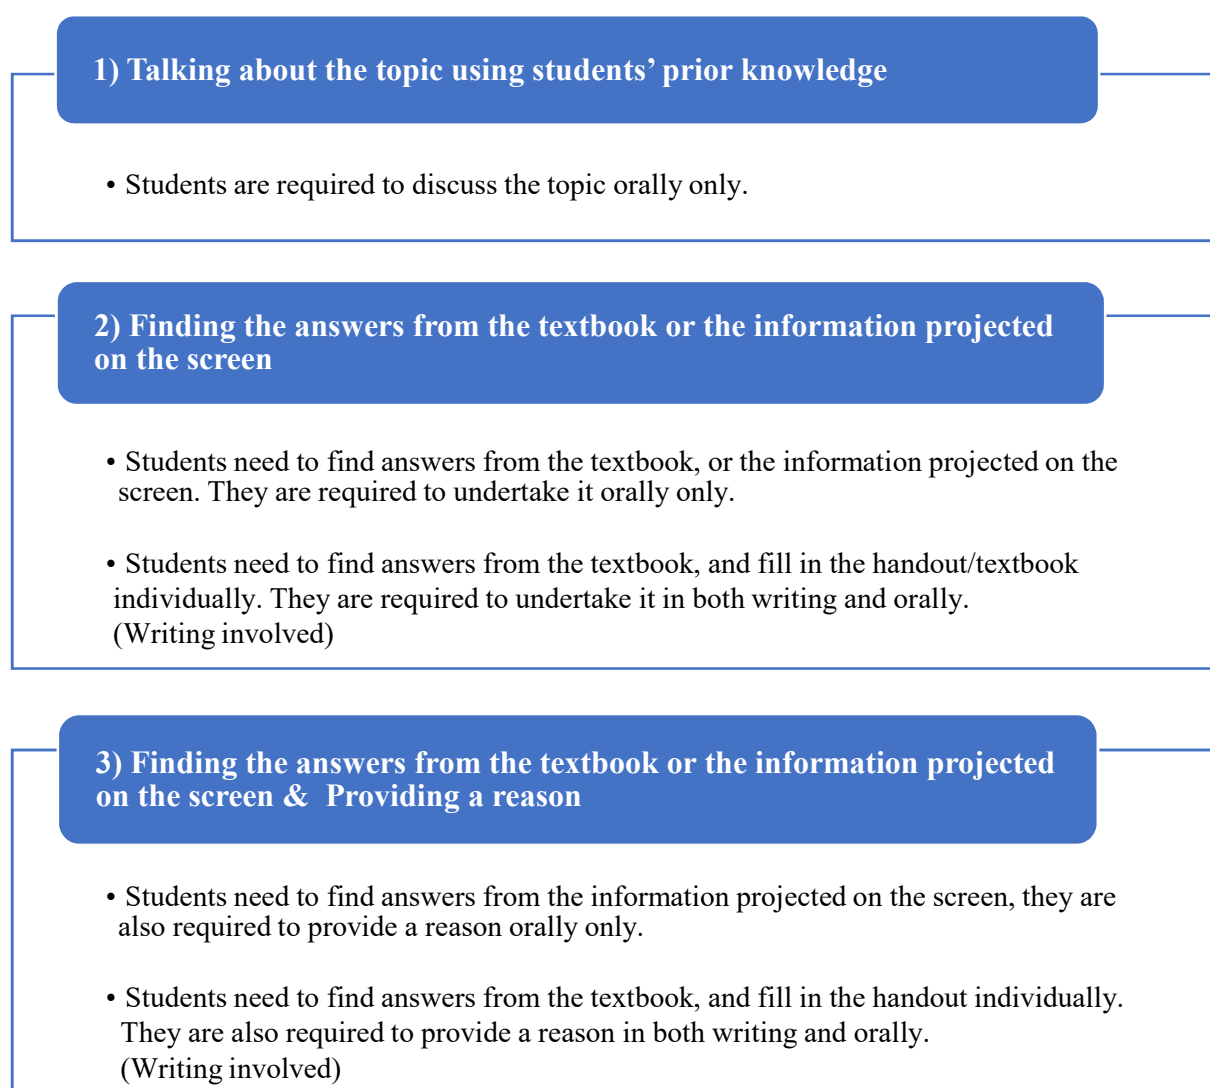 1) Talking about the topic using students’ prior knowledge
• Students are required to discuss the topic orally only.
2) Finding the answers from the textbook or the information projected
on the screen
• Students need to find answers from the textbook, or the information projected on the
screen. They are required to undertake it orally only.
• Students need to find answers from the textbook, and fill in the handout/textbook
individually. They are required to undertake it in both writing and orally.
(Writing involved)
3) Finding the answers from the textbook or the information projected
on the screen & Providing a reason
• Students need to find answers from the information projected on the screen, they are
also required to provide a reason orally only.
• Students need to find answers from the textbook, and fill in the handout individually.
They are also required to provide a reason in both writing and orally.
(Writing involved)